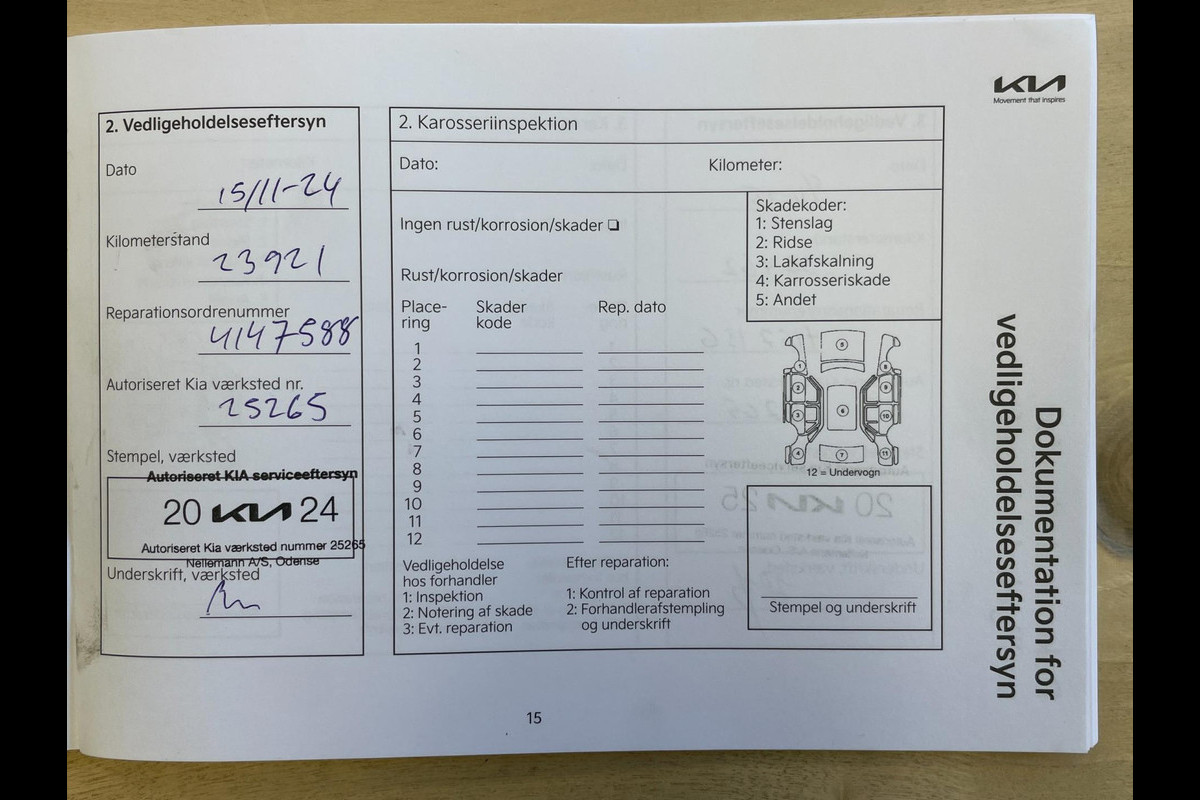 KIA
Movement that inspires
Dokumentation for
vedligeholdelseseftersyn
2. Vedligeholdelseseftersyn
Dato
15/11-24
Kilometerstand
23921
Reparationsordrenummer
4147588
Autoriseret Kia værksted nr.
25265
Stempel, værksted
Autoriseret KIA serviceeftersyn
20 KIA 24
Autoriseret Kia værksted nummer 25265
Nellemann A/S, Odense
Underskrift, værksted
2. Karosseriinspektion
Dato: Kilometer:
Ingen rust/korrosion/skader ❏
Rust/korrosion/skader
Place-
ring
Skader
kode
Rep. dato
1
2
3
4
5
6
7
8
9
10
11
12
Skadekoder:
1: Stenslag
2: Ridse
3: Lakafskalning
4: Karrosseriskade
5: Andet
12 = Undervogn
Vedligeholdelse
hos forhandler
1: Inspektion
2: Notering af skade
3: Evt. reparation
Efter reparation:
1: Kontrol af reparation
2: Forhandlerafstempling
og underskrift
Stempel og underskrift
15